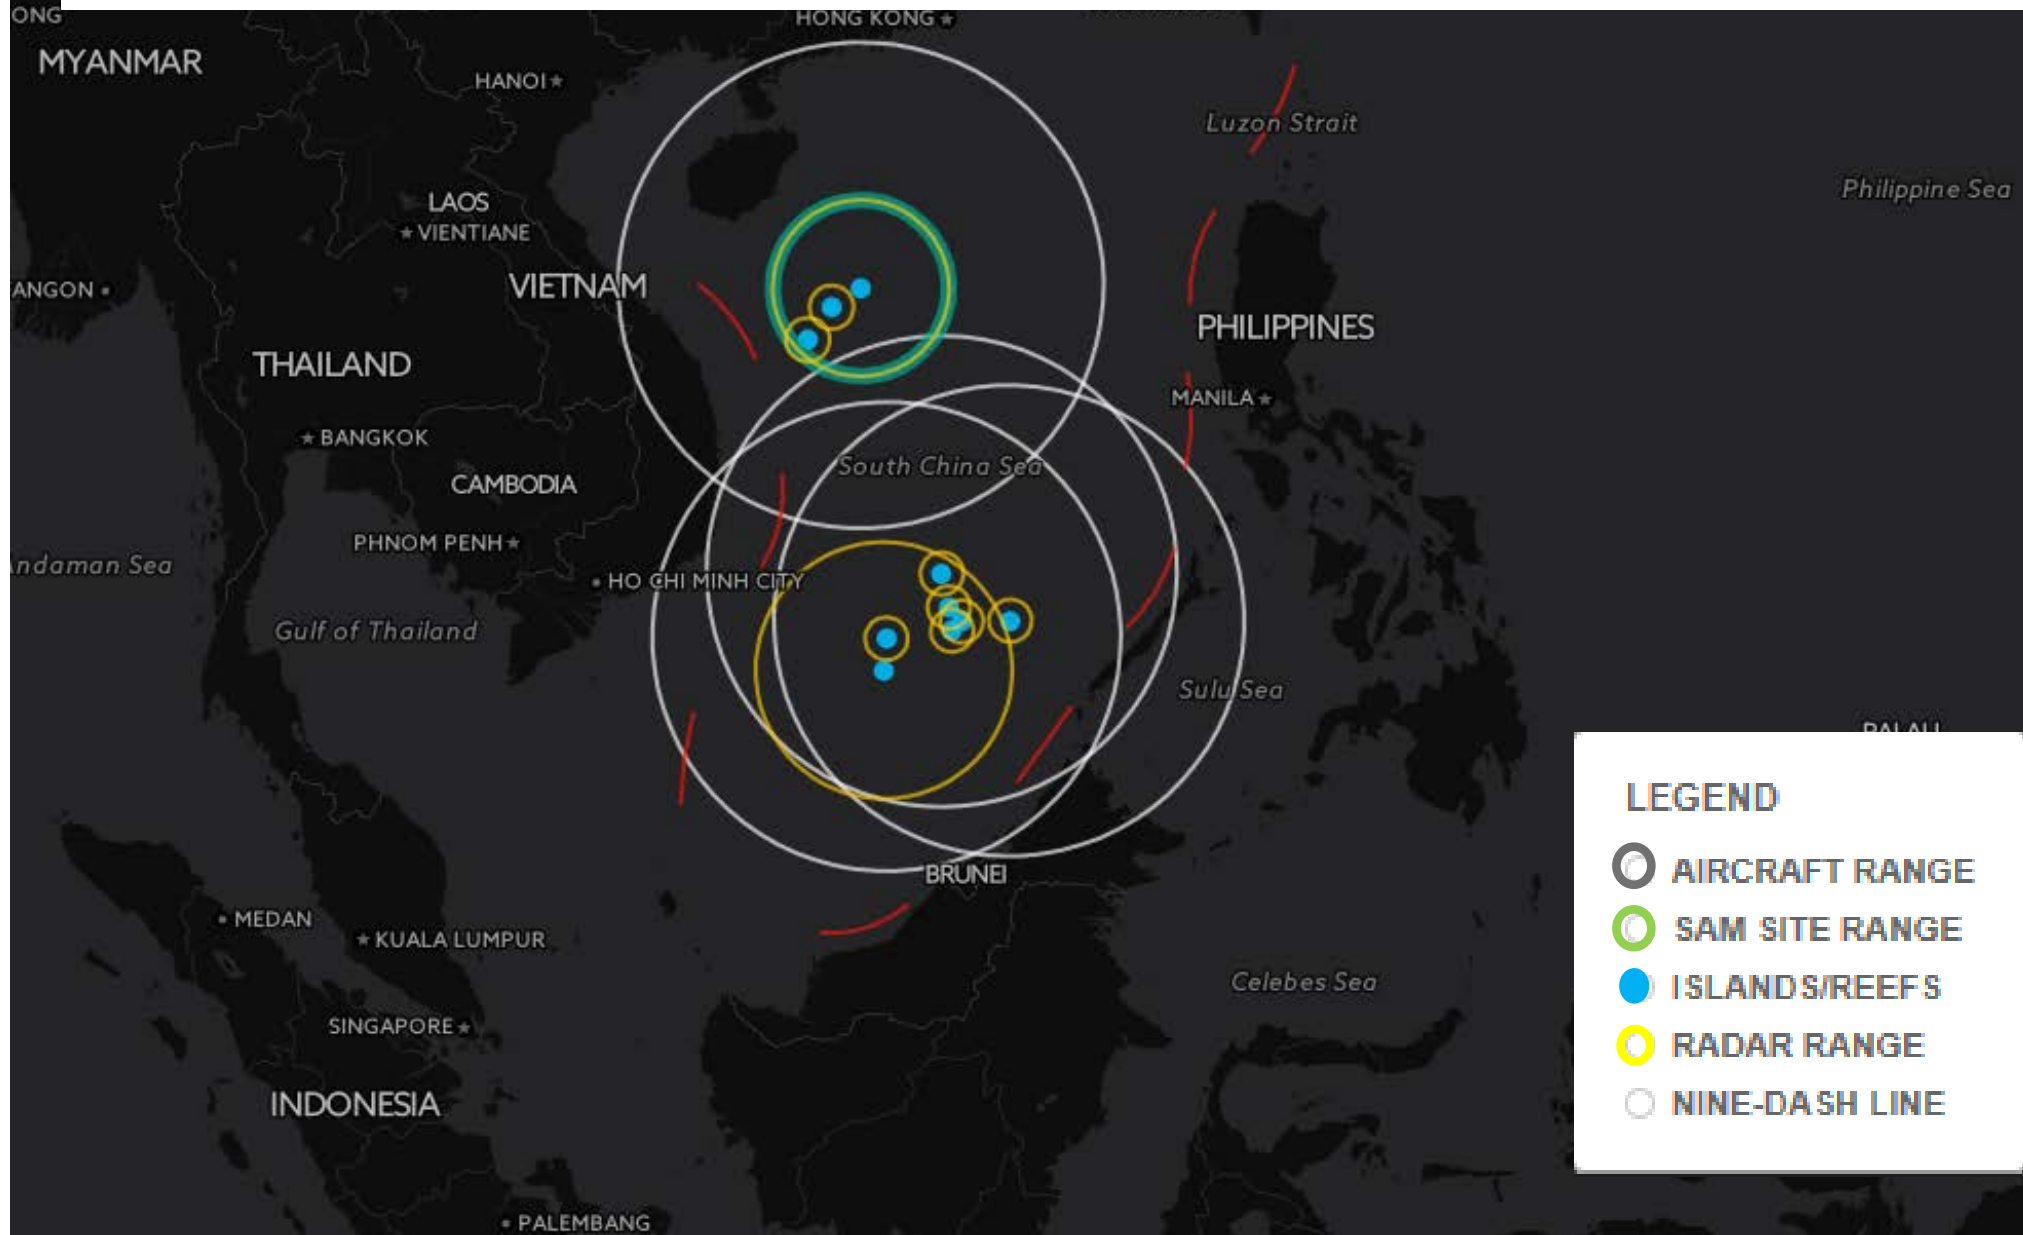 ONG
HONG KONG
MYANMAR
HANOI
Luzon Strait
Philippine Sea
LAOS
VIENTIANE
VIETNAM
ANGON
PHILIPPINES
THAILAND
MANILA
BANGKOK
South China Sea
CAMBODIA
PHNOM PENH
ndaman Sea
HO CHI MINH CITY
Gulf of Thailand
Sulu Sea
PALAU
LEGEND
AIRCRAFT RANGE
SAM SITE RANGE
ISLANDS/REEFS
RADAR RANGE
NINE-DASH LINE
BRUNEI
MEDAN
KUALA LUMPUR
Celebes Sea
SINGAPORE
INDONESIA
PALEMBANG